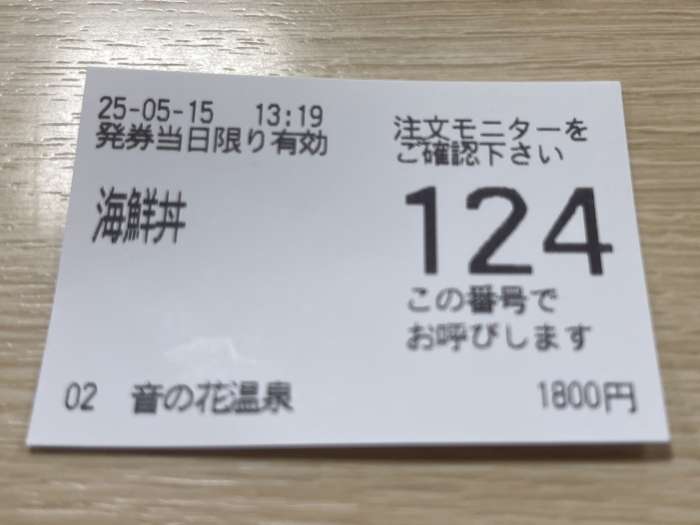 25-05-15 13:19
発券当日限り有効
注文モニターを
ご確認下さい
海鮮丼
124
この番号で
お呼びします
02 音の花温泉
1800円